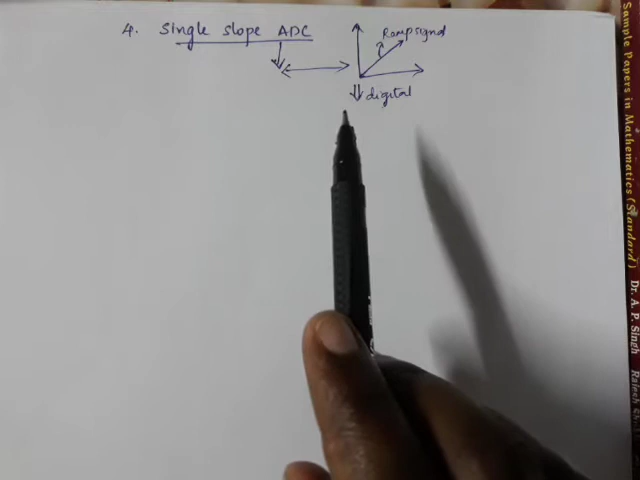 4. Single slope ADC
Ramp signal
digital
Sample Papers in Mathematics (Standard) Dr. A. P. Singh